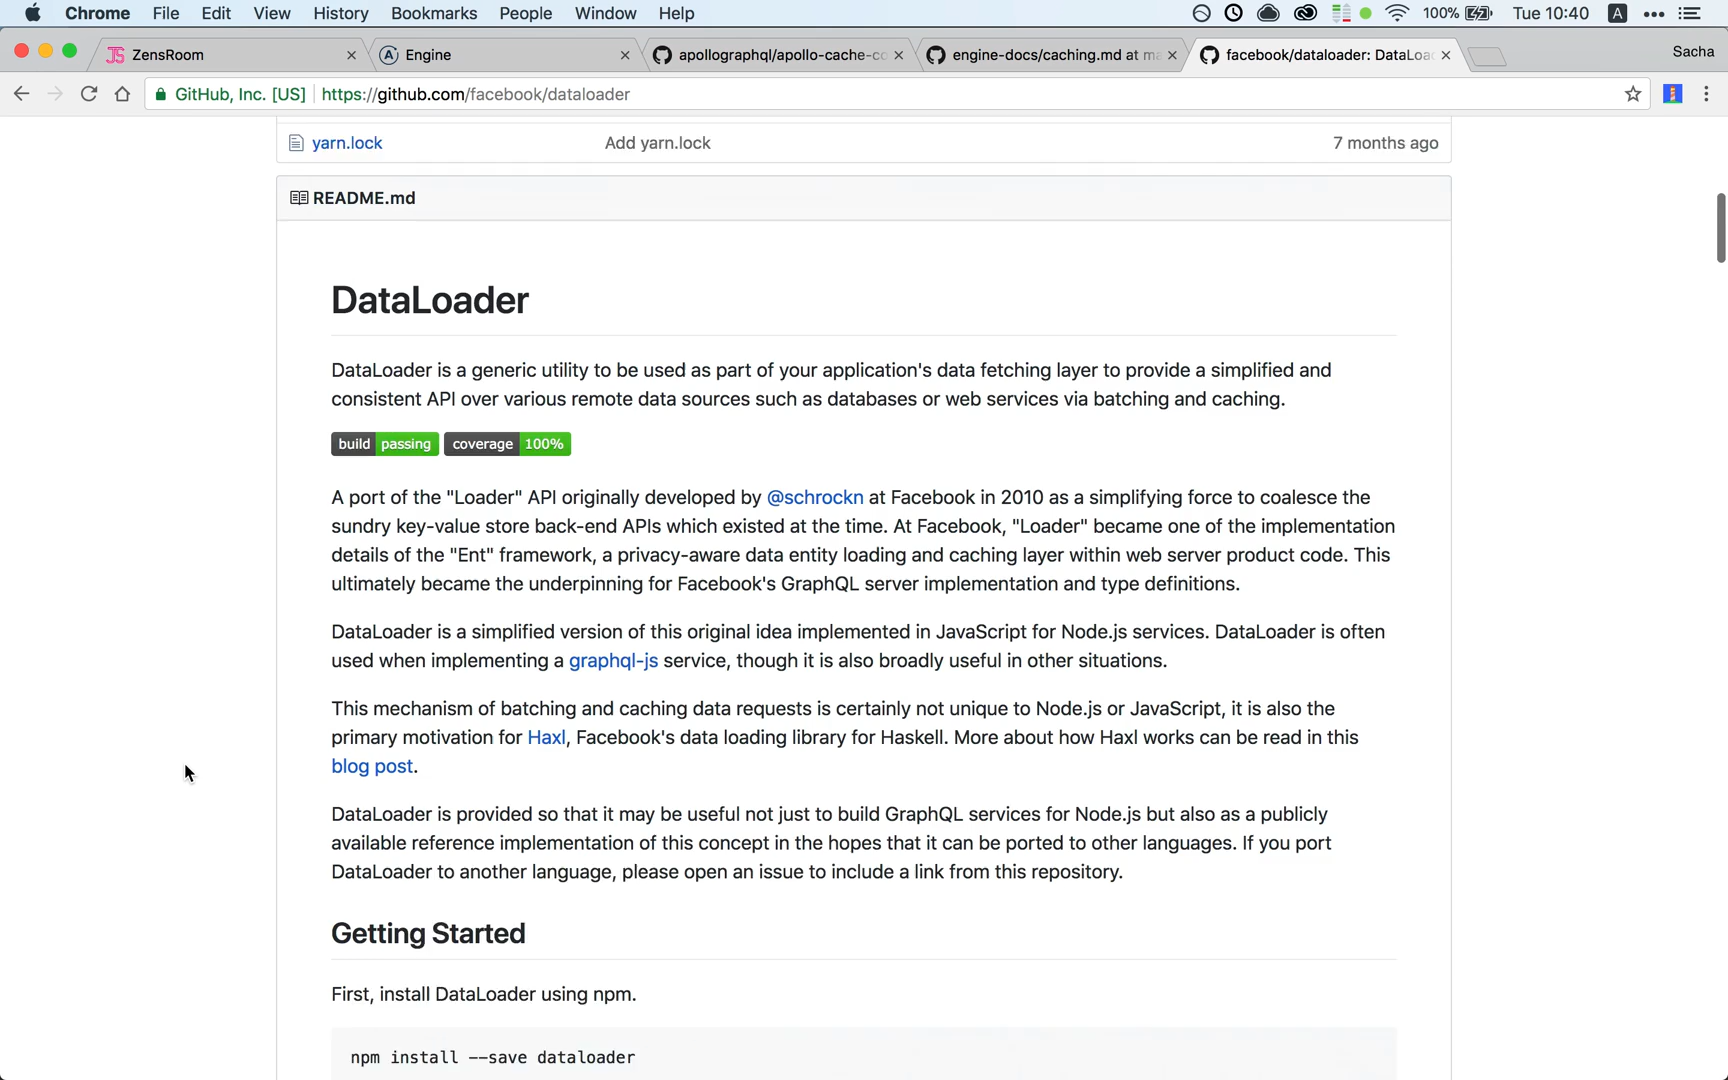 Chrome File Edit View History Bookmarks People Window Help 100% Tue 10:40 A
ZensRoom Engine apollographql/apollo-cache-co engine-docs/caching.md at ma facebook/dataloader: DataLoad Sacha
GitHub, Inc. [US] https://github.com/facebook/dataloader
yarn.lock Add yarn.lock 7 months ago
README.md
DataLoader
DataLoader is a generic utility to be used as part of your application's data fetching layer to provide a simplified and
consistent API over various remote data sources such as databases or web services via batching and caching.
build passing coverage 100%
A port of the "Loader" API originally developed by @schrockn at Facebook in 2010 as a simplifying force to coalesce the
sundry key-value store back-end APIs which existed at the time. At Facebook, "Loader" became one of the implementation
details of the "Ent" framework, a privacy-aware data entity loading and caching layer within web server product code. This
ultimately became the underpinning for Facebook's GraphQL server implementation and type definitions.
DataLoader is a simplified version of this original idea implemented in JavaScript for Node.js services. DataLoader is often
used when implementing a graphql-js service, though it is also broadly useful in other situations.
This mechanism of batching and caching data requests is certainly not unique to Node.js or JavaScript, it is also the
primary motivation for Haxl, Facebook's data loading library for Haskell. More about how Haxl works can be read in this
blog post.
DataLoader is provided so that it may be useful not just to build GraphQL services for Node.js but also as a publicly
available reference implementation of this concept in the hopes that it can be ported to other languages. If you port
DataLoader to another language, please open an issue to include a link from this repository.
Getting Started
First, install DataLoader using npm.
npm install --save dataloader